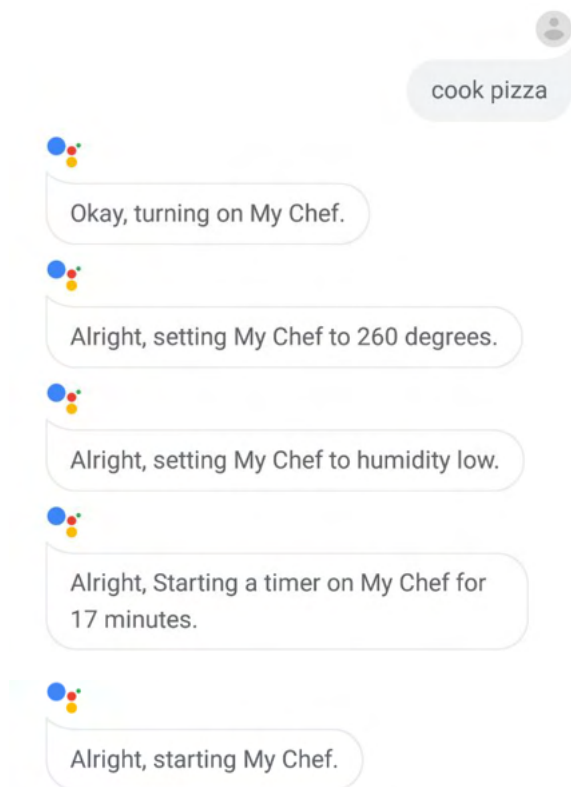 cook pizza
Okay, turning on My Chef.
Alright, setting My Chef to 260 degrees.
Alright, setting My Chef to humidity low.
Alright, Starting a timer on My Chef for
17 minutes.
Alright, starting My Chef.